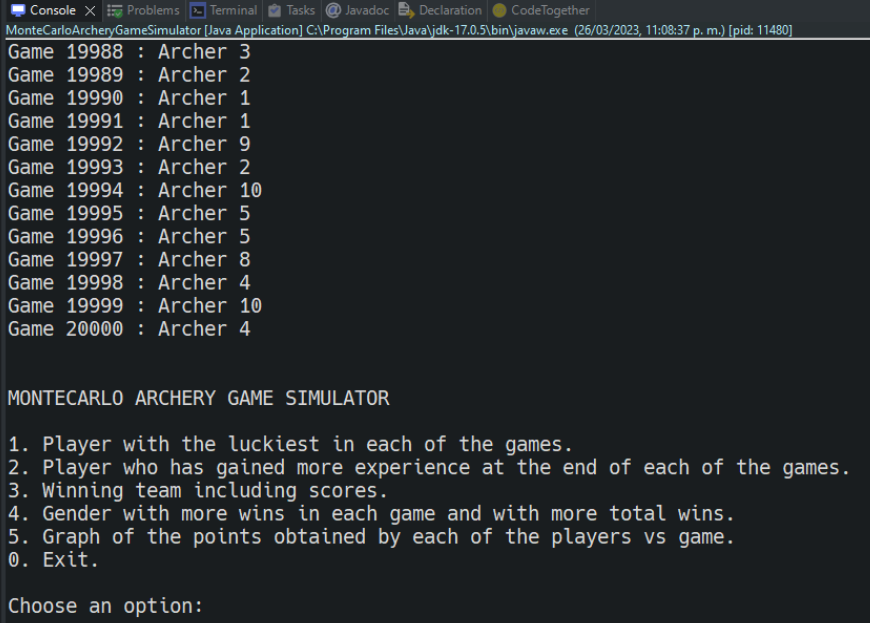 Console Problems Terminal Tasks Javadoc Declaration CodeTogether
MonteCarloArcheryGameSimulator [Java Application] C:\Program Files\Java\jdk-17.0.5\bin\javaw.exe (26/03/2023, 11:08:37 p. m.) [pid: 11480]
Game 19988 : Archer 3
Game 19989 : Archer 2
Game 19990 : Archer 1
Game 19991 : Archer 1
Game 19992 : Archer 9
Game 19993 : Archer 2
Game 19994 : Archer 10
Game 19995 : Archer 5
Game 19996 : Archer 5
Game 19997 : Archer 8
Game 19998 : Archer 4
Game 19999 : Archer 10
Game 20000 : Archer 4
MONTECARLO ARCHERY GAME SIMULATOR
1. Player with the luckiest in each of the games.
2. Player who has gained more experience at the end of each of the games.
3. Winning team including scores.
4. Gender with more wins in each game and with more total wins.
5. Graph of the points obtained by each of the players vs game.
0. Exit.
Choose an option: